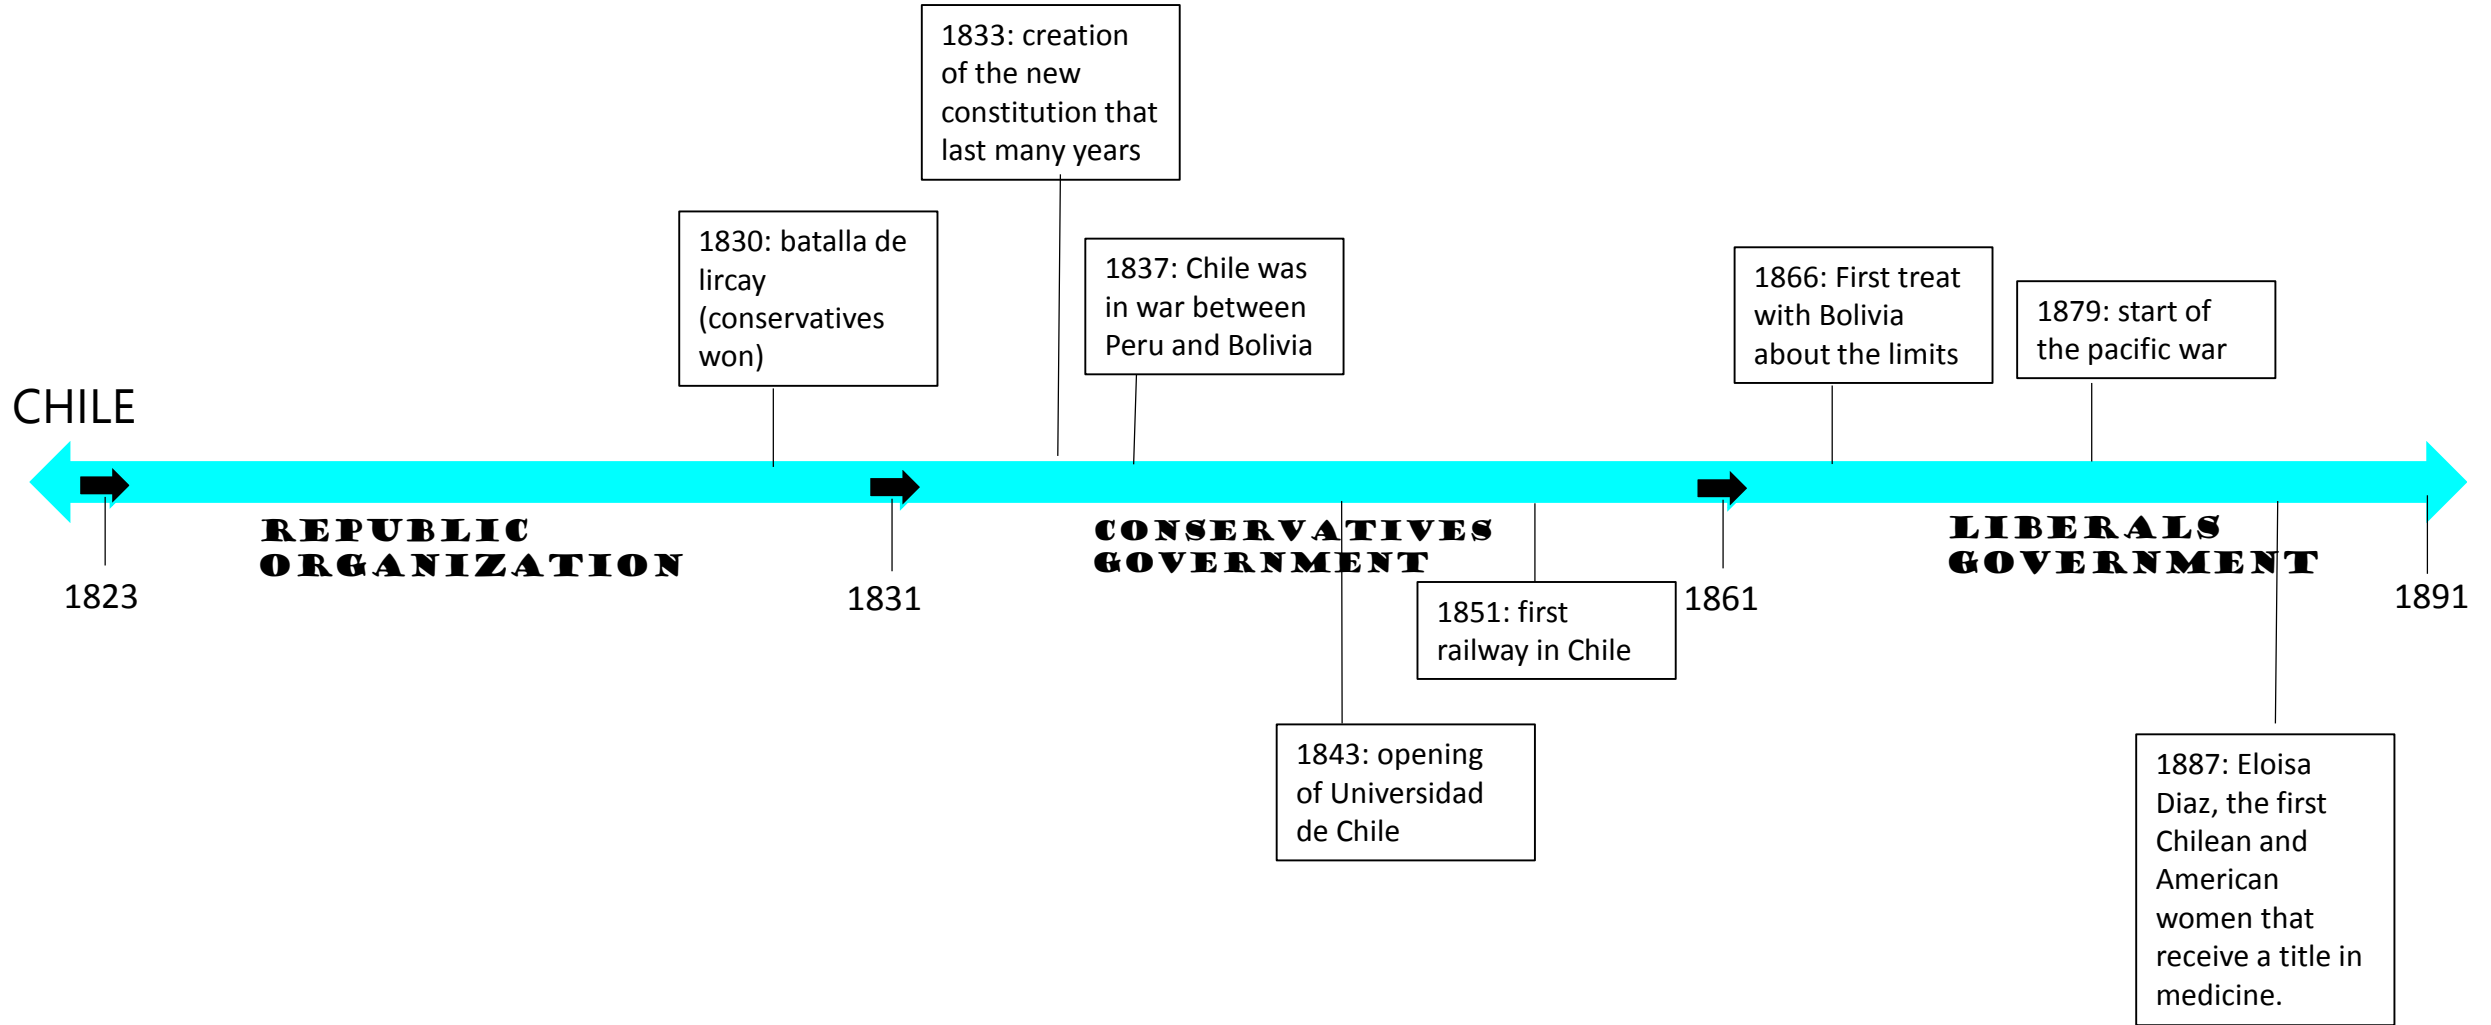 1833: creation
of the new
constitution that
last many years
1830: batalla de
lircay
(conservatives
won)
1837: Chile was
in war between
Peru and Bolivia
1866: First treat
with Bolivia
about the limits
1879: start of
the pacific war
CHILE
REPUBLIC
ORGANIZATION
CONSERVATIVES
GOVERNMENT
LIBERALS
GOVERNMENT
1823
1831
1861
1891
1851: first
railway in Chile
1843: opening
of Universidad
de Chile
1887: Eloisa
Diaz, the first
Chilean and
American
women that
receive a title in
medicine.